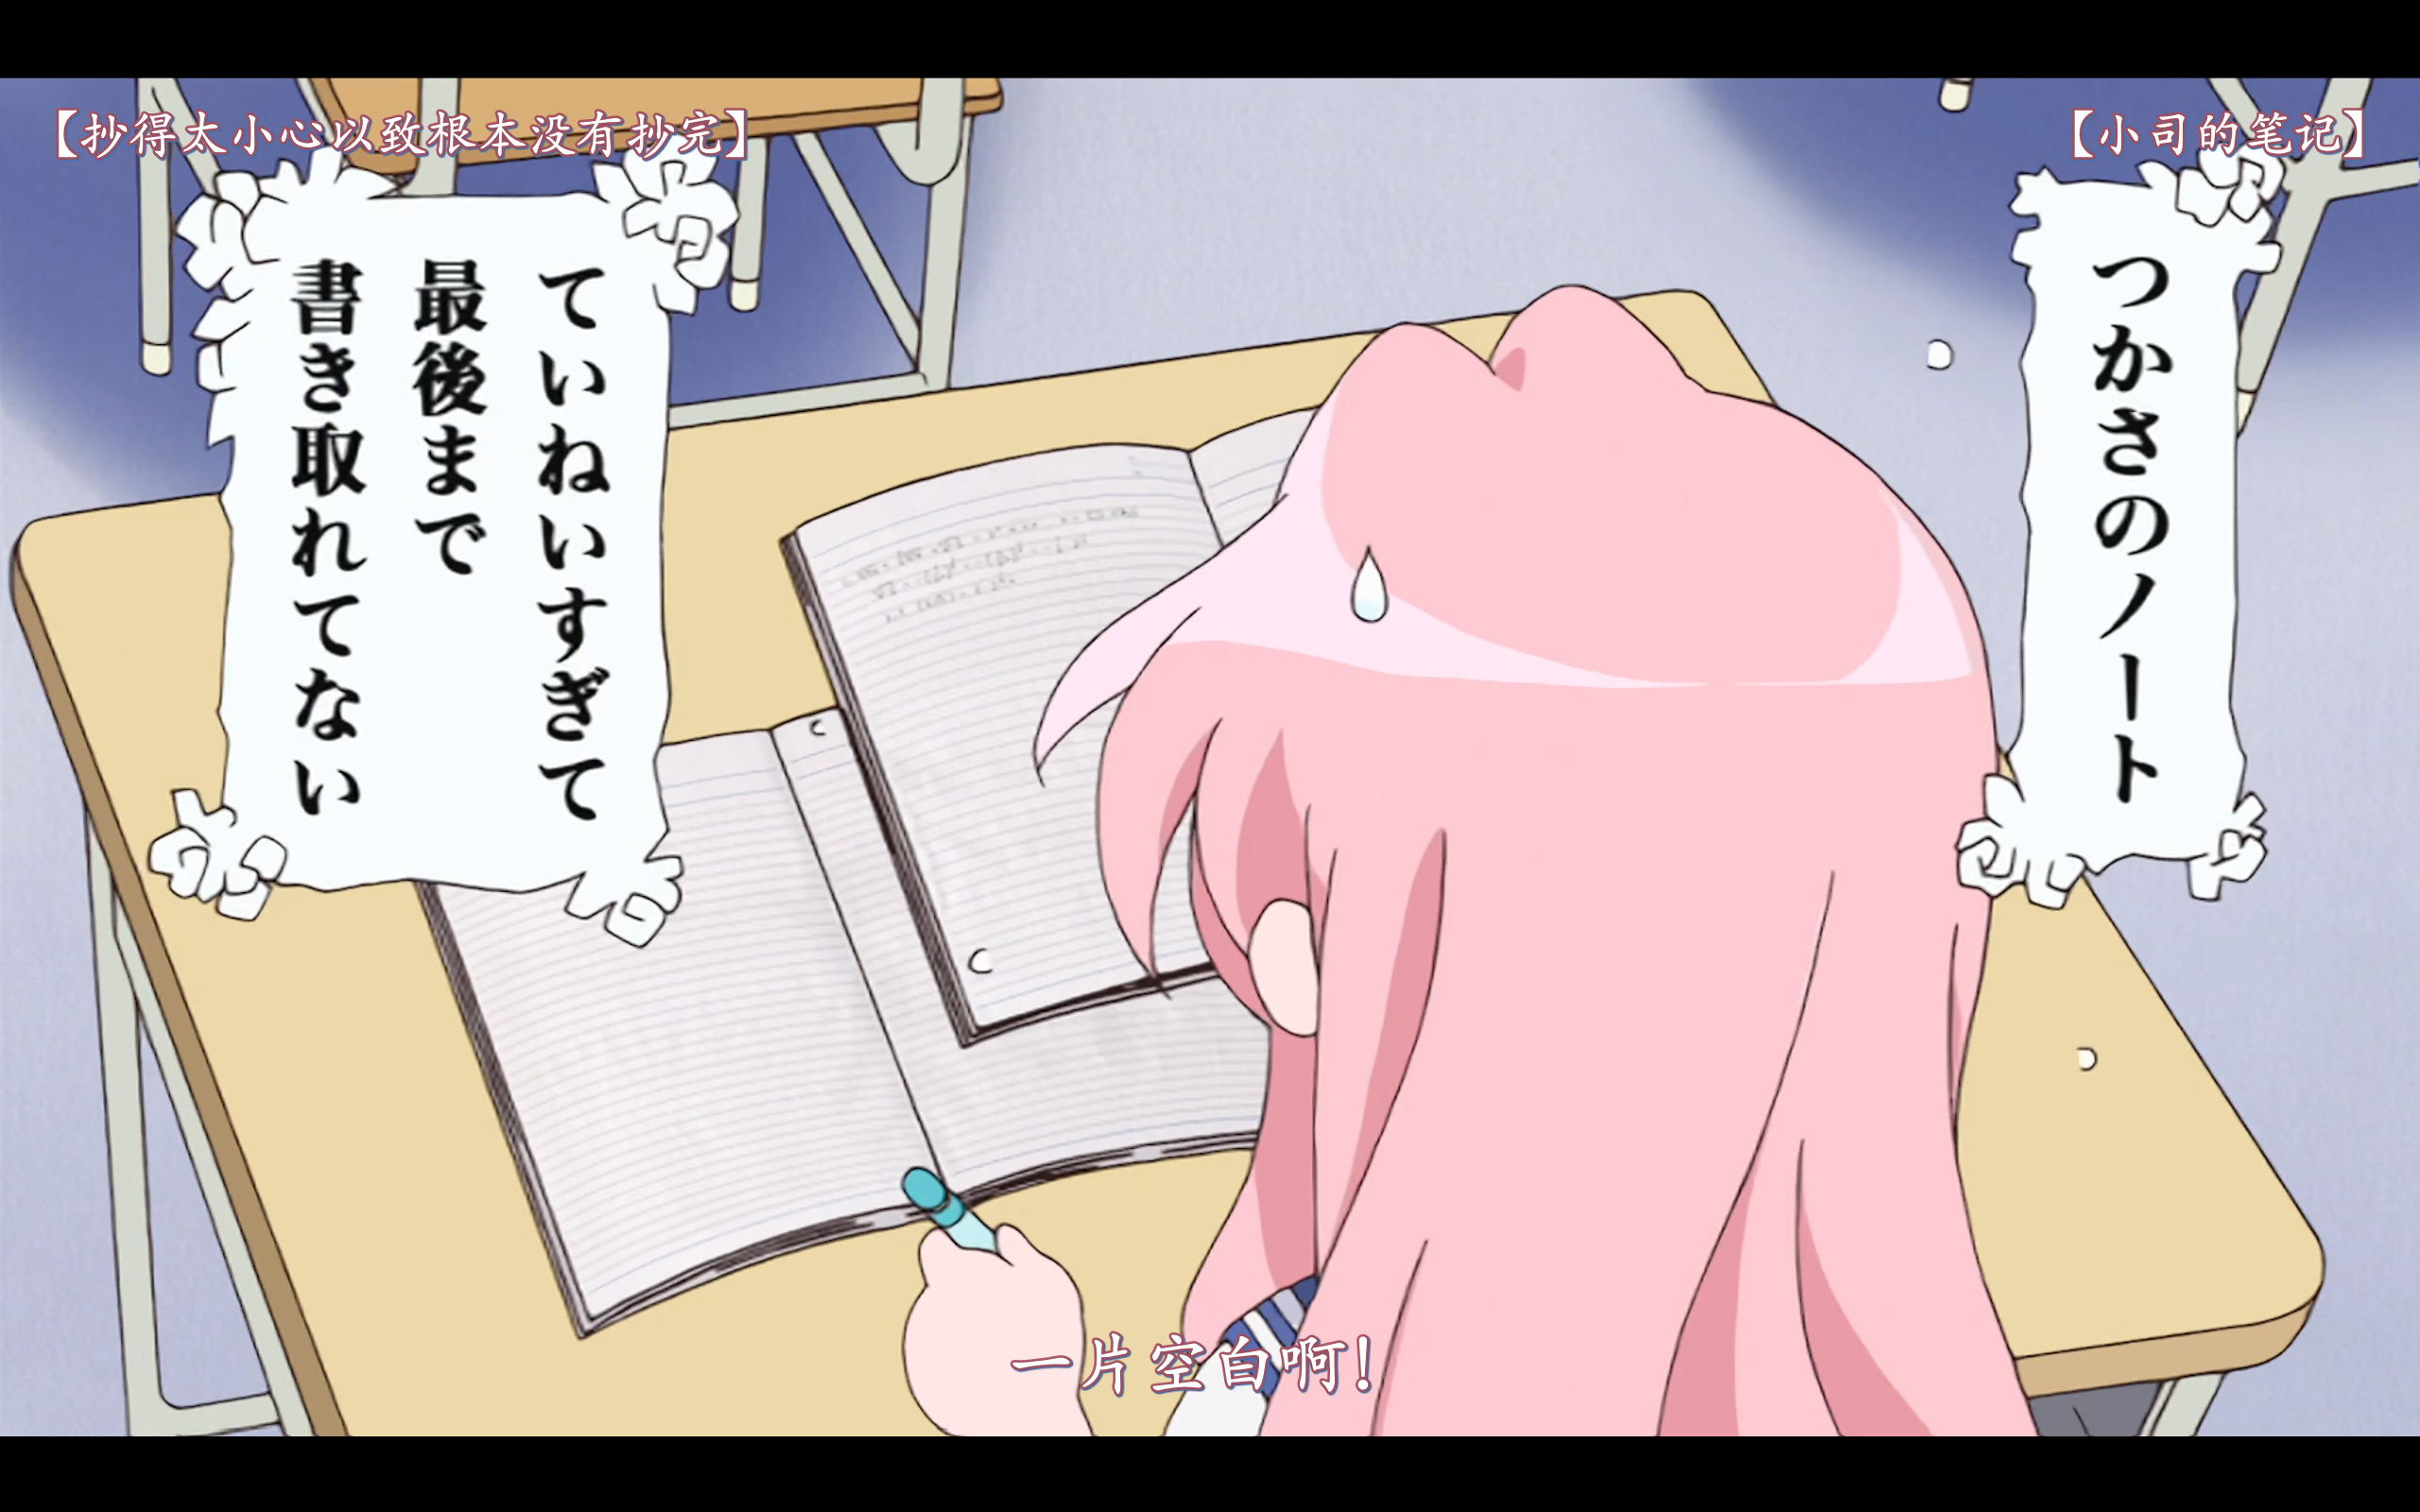 【抄得太小心以致根本没有抄完】
【小司的笔记】
つかさのノート
ていねいすぎて
最後まで
書き取れてない
一片空白啊！